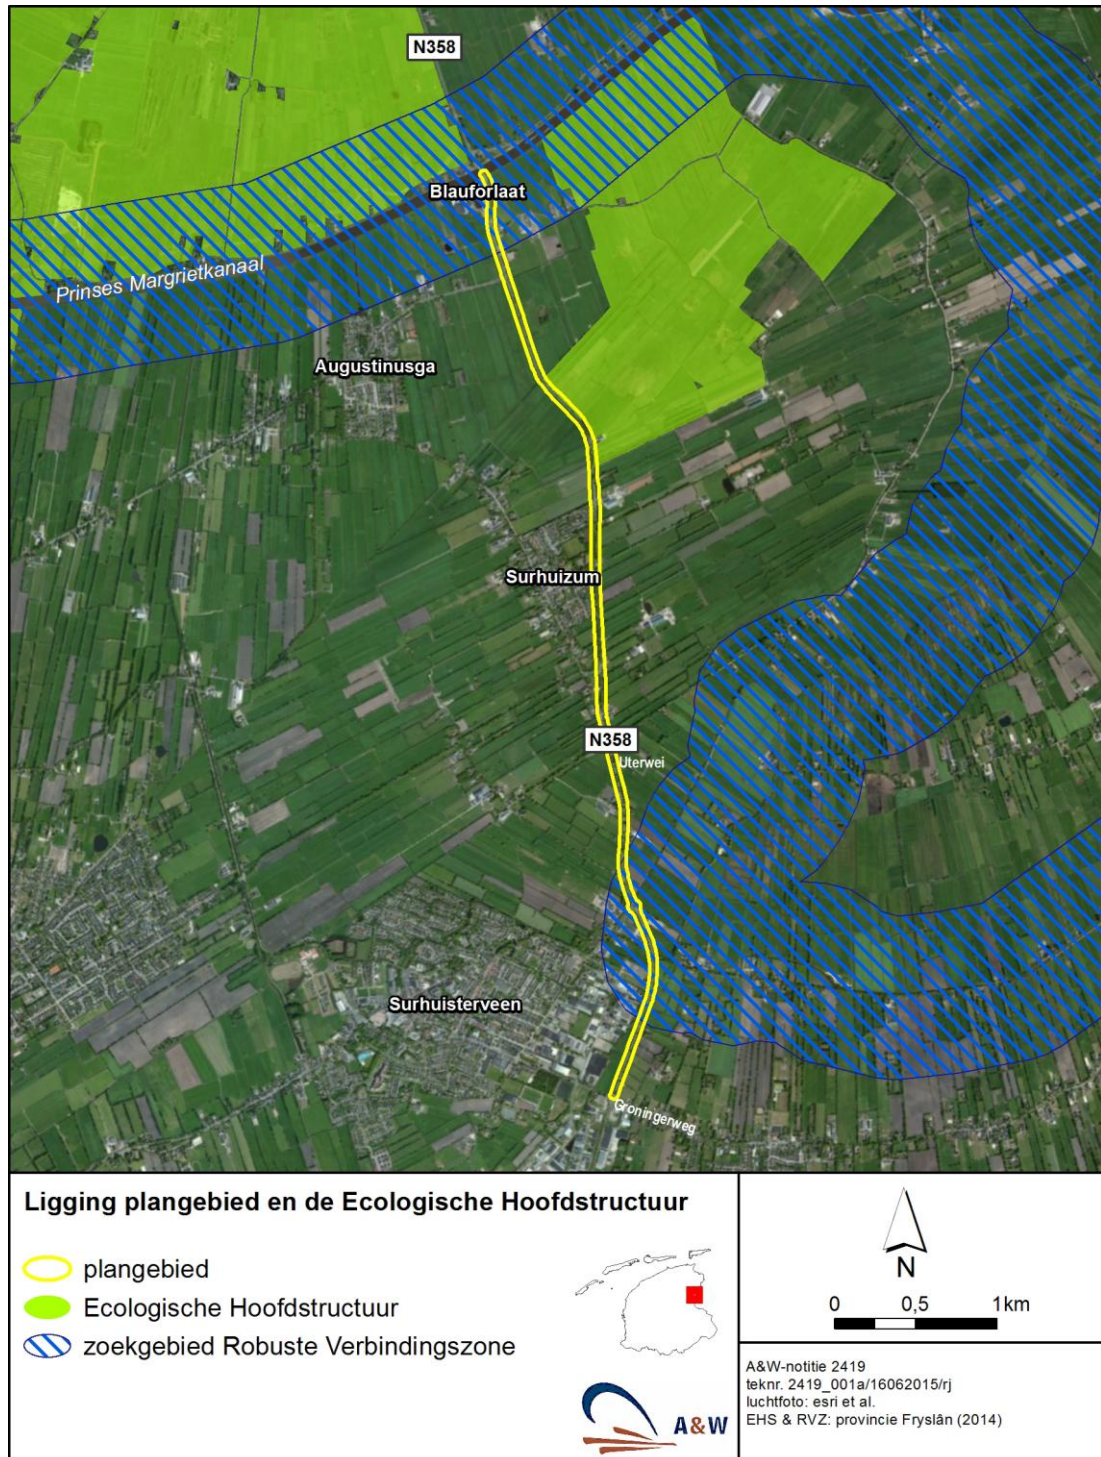 N358
Blauforlaat
Prinses Margrietkanaal
Augustinusga
Surhuizum
N358
Uterwei
Surhuisterveen
Groningerweg
Ligging plangebied en de Ecologische Hoofdstructuur
plangebied
Ecologische Hoofdstructuur
zoekgebied Robuste Verbindingszone
A&W
N
0 0,5 1km
A&W-notitie 2419
teknr. 2419_001a/16062015/rj
luchtfoto: esri et al.
EHS & RVZ: provincie Fryslân (2014)